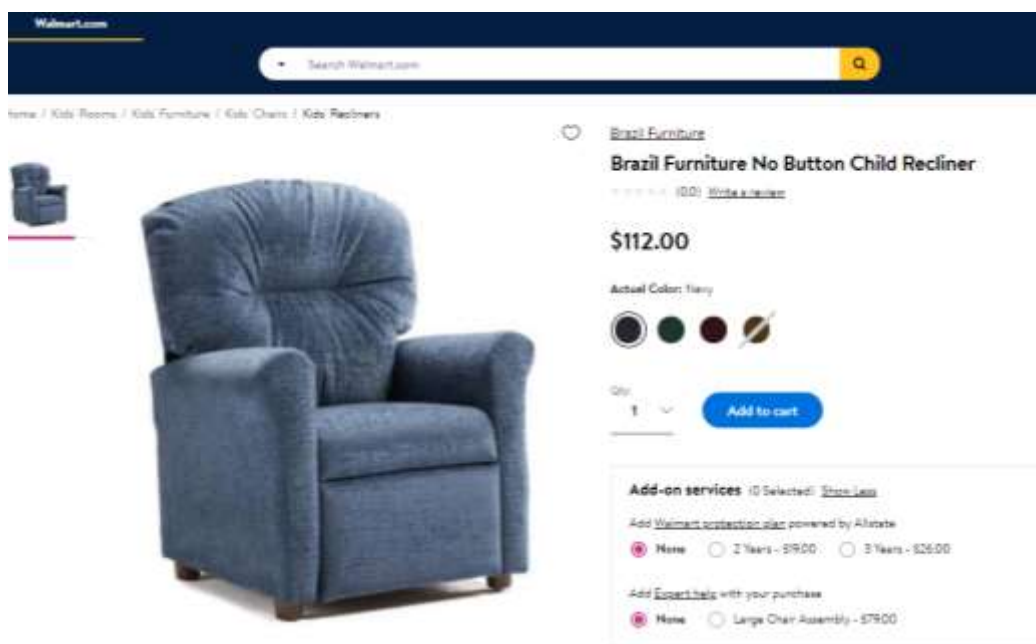 Walmart.com
Search Walmart.com
Home / Kids' Rooms / Kids' Furniture / Kids' Chairs / Kids' Recliners
Brazil Furniture
Brazil Furniture No Button Child Recliner
(0.0) Write a review
$112.00
Actual Color: Navy
Qty:
1
Add to cart
Add-on services (0 Selected) Show Less
Add Walmart protection plan powered by Allstate
None 2 Years - $19.00 3 Years - $26.00
Add Expert help with your purchase
None Large Chair Assembly - $79.00